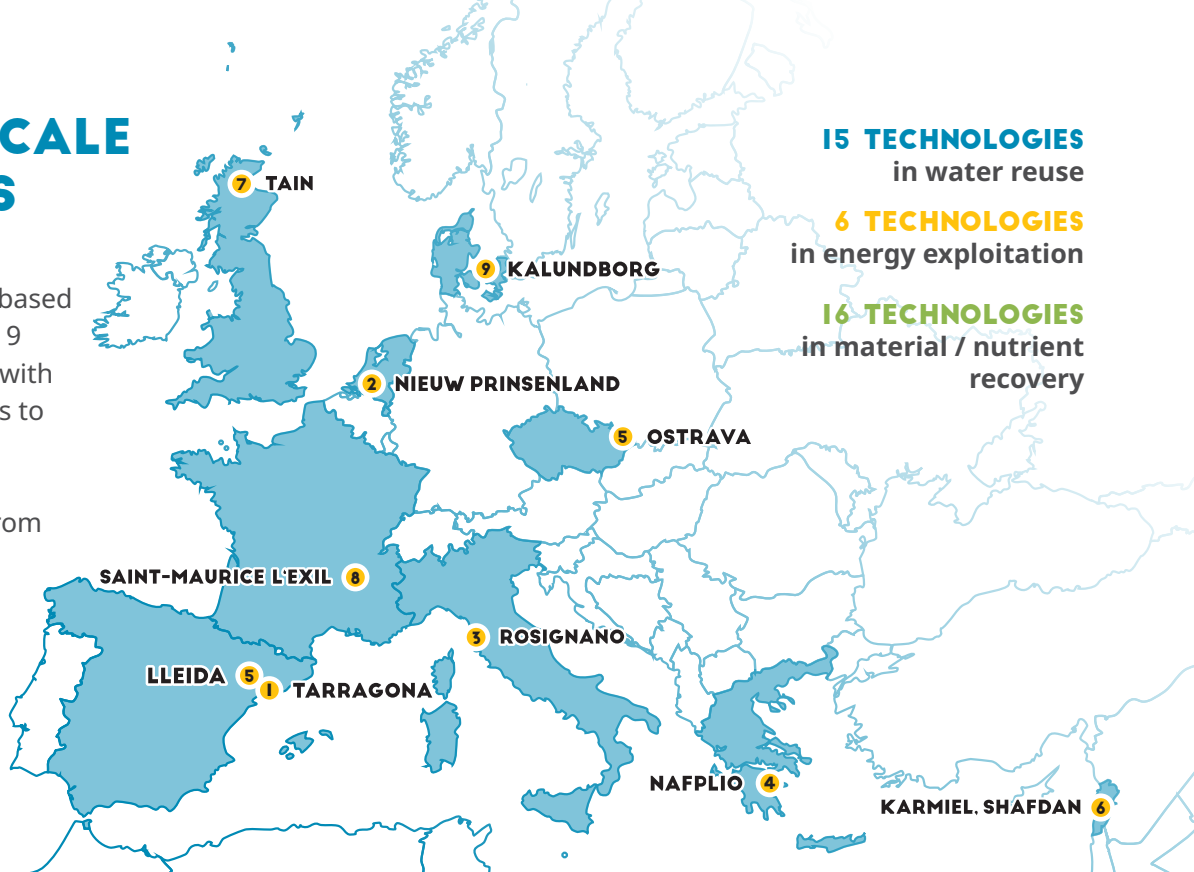 CALE
S
based
9
with
s to
rom
15 TECHNOLOGIES
in water reuse
6 TECHNOLOGIES
in energy exploitation
16 TECHNOLOGIES
in material / nutrient
recovery
7 TAIN
9 KALUNDBORG
2 NIEUW PRINSENLAND
5 OSTRAVA
SAINT-MAURICE L'EXIL 8
3 ROSIGNANO
LLEIDA 5
1 TARRAGONA
NAFPLIO 4
KARMIEL, SHAFDAN 6